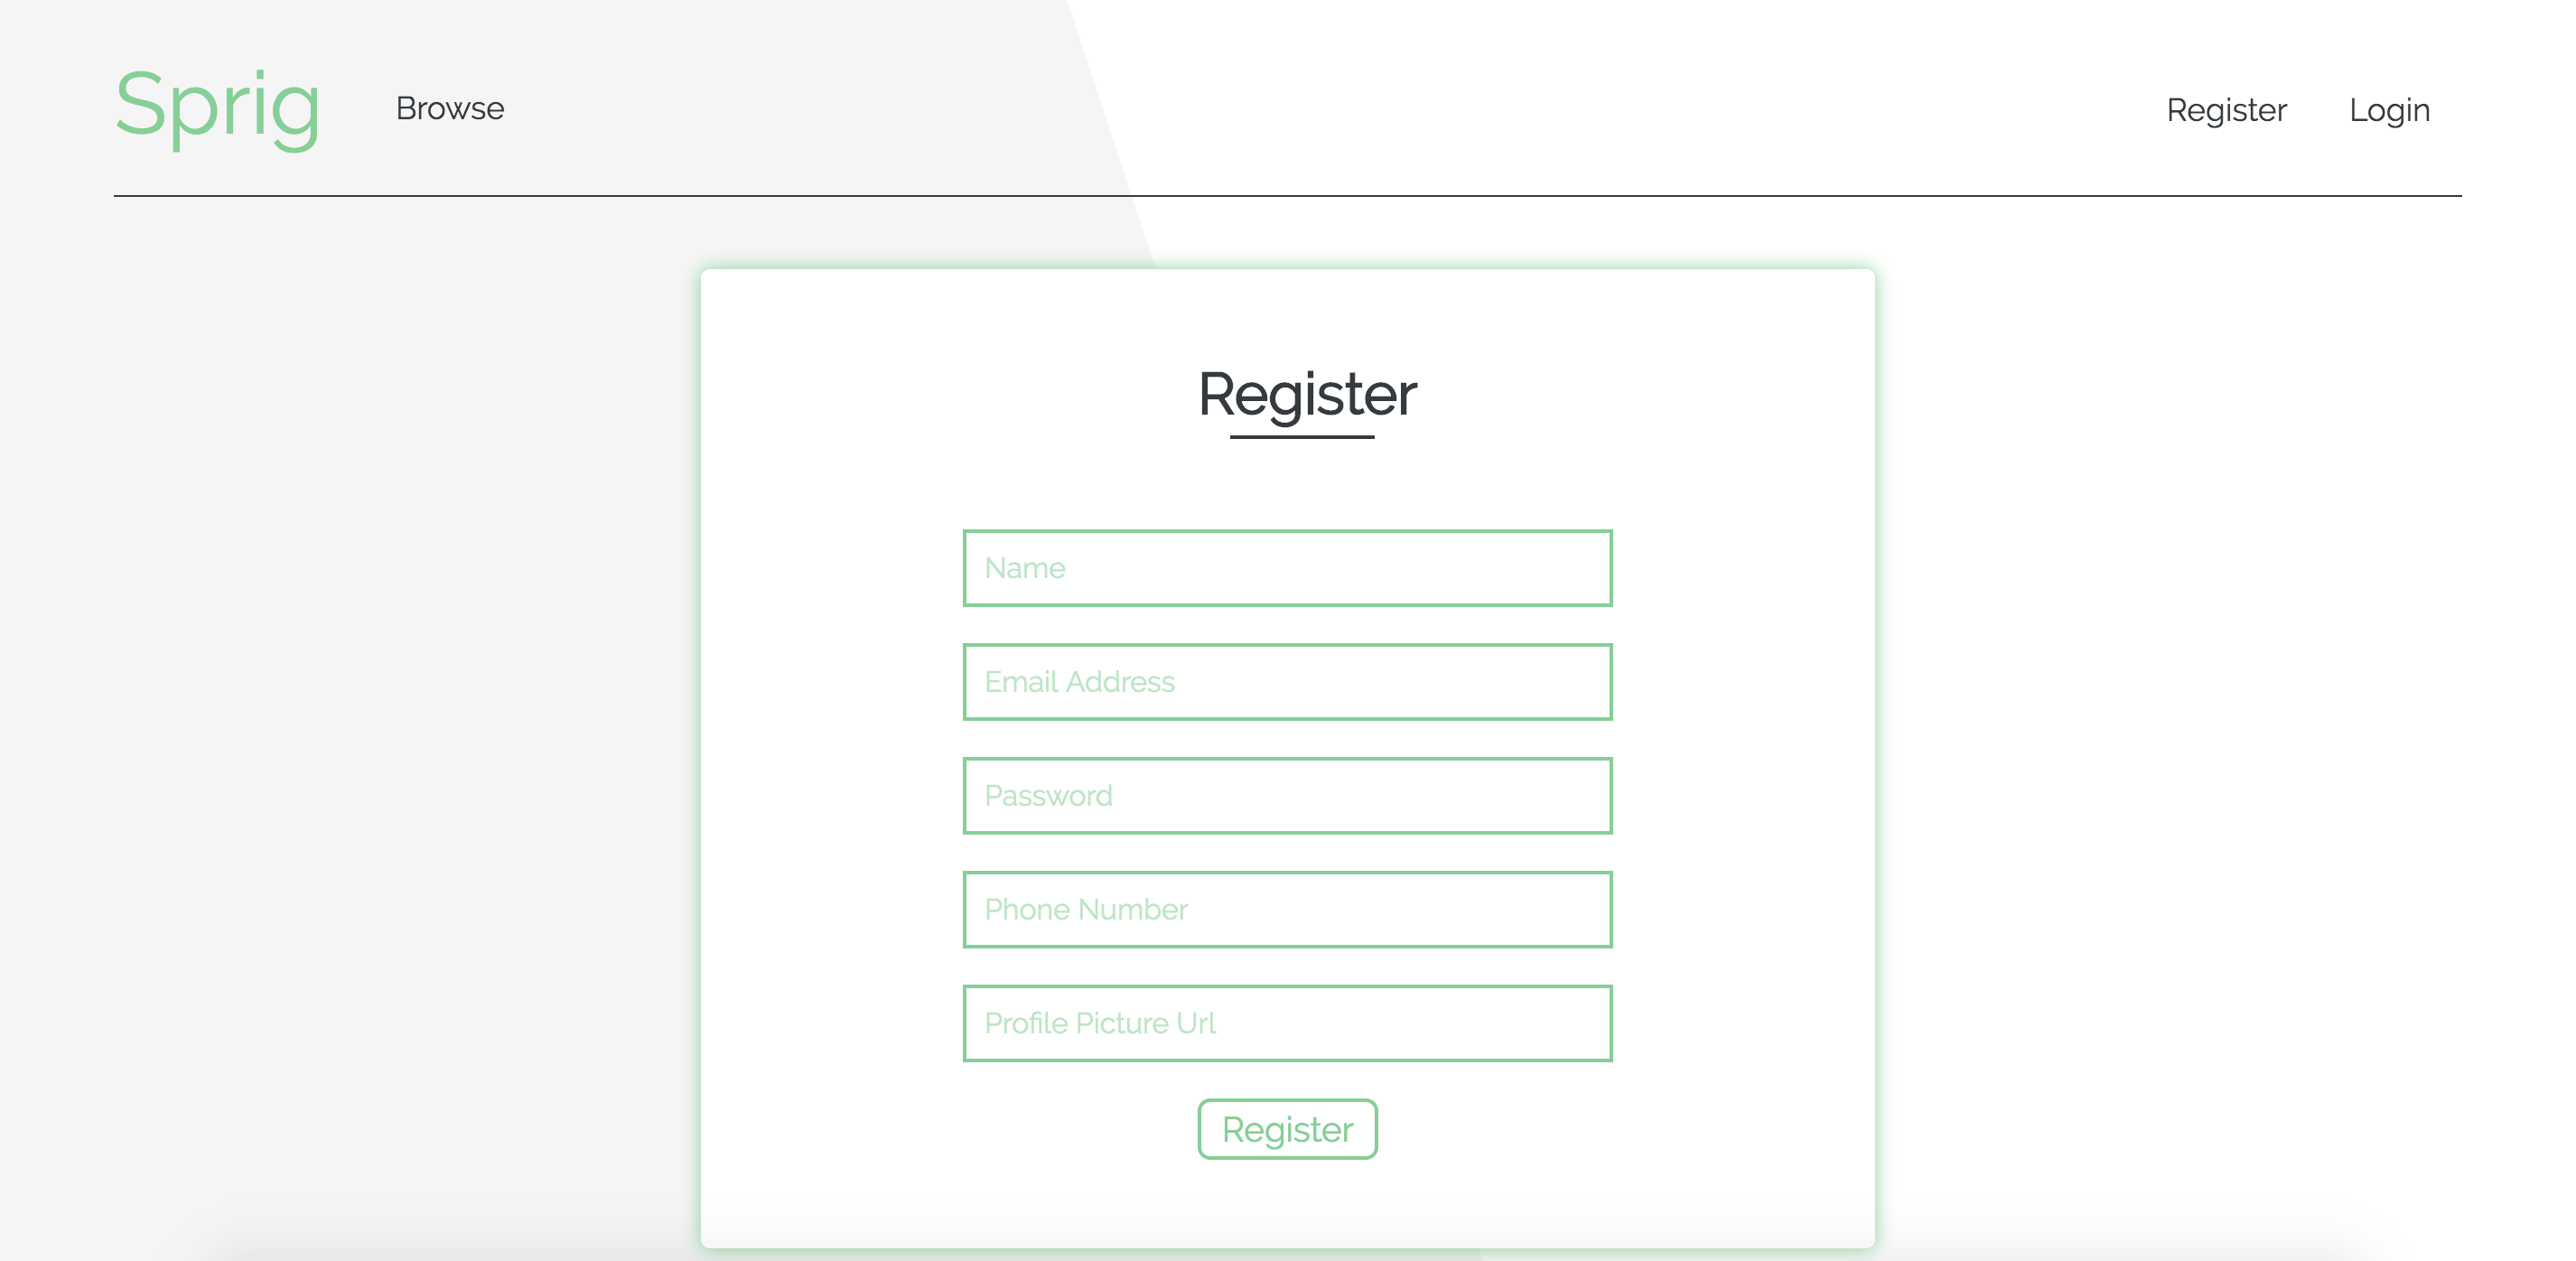 Sprig Browse Register Login
Register
Name
Email Address
Password
Phone Number
Profile Picture Url
Register